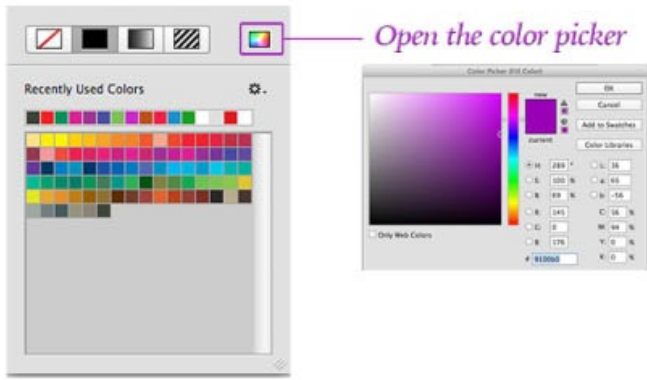 Open the color picker
Recently Used Colors
Color Picker (Fill Color)
new
current
OK
Cancel
Add to Swatches
Color Libraries
Only Web Colors
H: 289 °
S: 100 %
B: 69 %
R: 145
G: 0
B: 176
# 9100b0
L: 36
a: 65
b: -56
C: 56 %
M: 94 %
Y: 0 %
K: 0 %